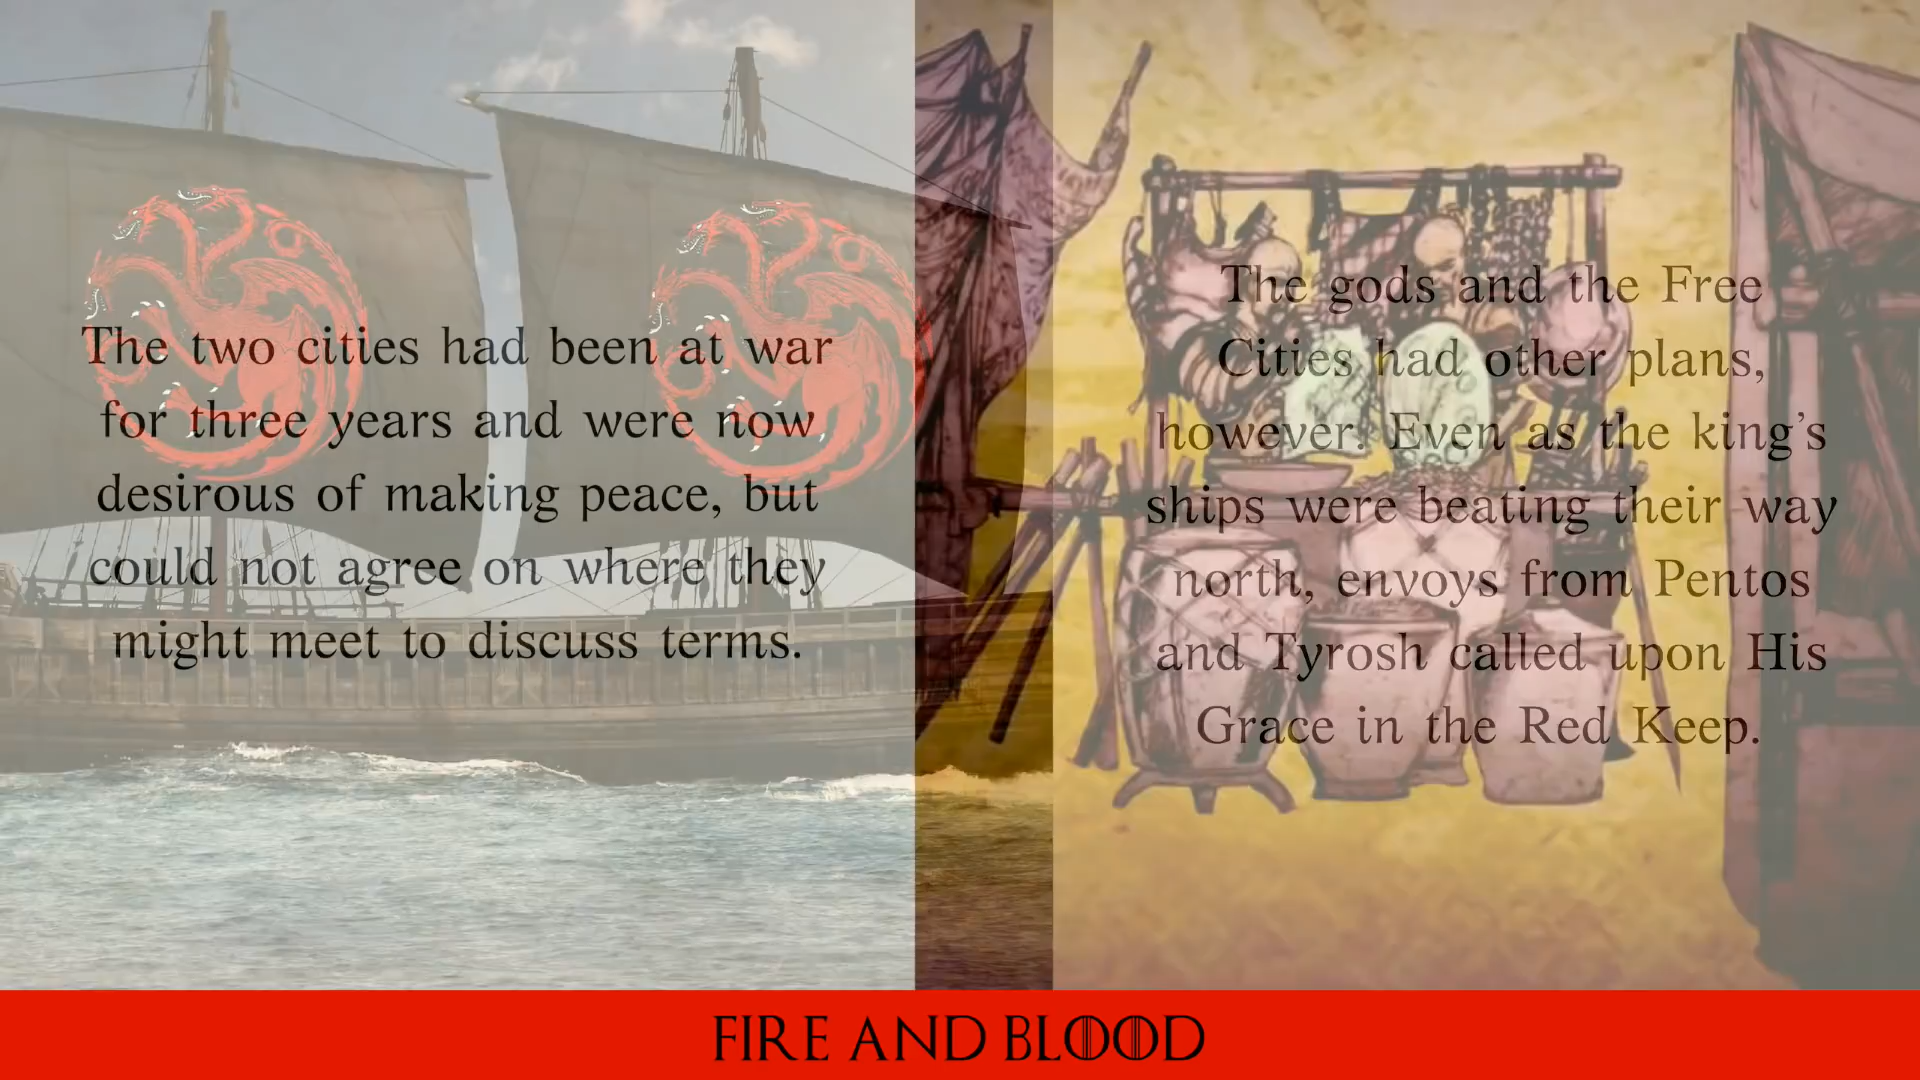 The two cities had been at war
for three years and were now
desirous of making peace, but
could not agree on where they
might meet to discuss terms.
The gods and the Free
Cities had other plans,
however. Even as the king's
ships were beating their way
north, envoys from Pentos
and Tyrosh called upon His
Grace in the Red Keep.
FIRE AND BLOOD